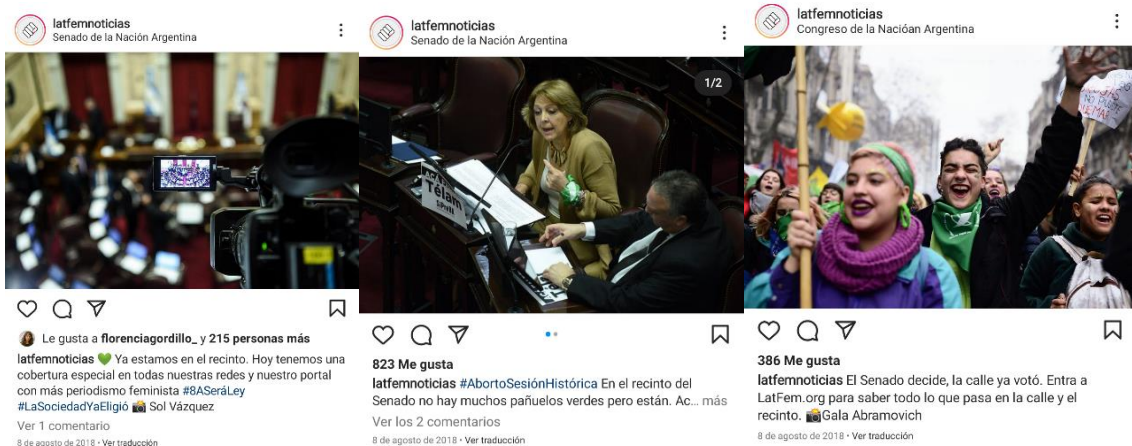 latfemnoticias
Senado de la Nación Argentina
Le gusta a florenciagordillo_ y 215 personas más
latfemnoticias 💚 Ya estamos en el recinto. Hoy tenemos una
cobertura especial en todas nuestras redes y nuestro portal
con más periodismo feminista #8ASeráLey
#LaSociedadYaEligió 📸 Sol Vázquez
Ver 1 comentario
8 de agosto de 2018 • Ver traducción
latfemnoticias
Senado de la Nación Argentina
1/2
Télam
823 Me gusta
latfemnoticias #AbortoSesiónHistórica En el recinto del
Senado no hay muchos pañuelos verdes pero están. Ac... más
Ver los 2 comentarios
8 de agosto de 2018 • Ver traducción
latfemnoticias
Congreso de la Nacióan Argentina
386 Me gusta
latfemnoticias El Senado decide, la calle ya votó. Entra a
LatFem.org para saber todo lo que pasa en la calle y el
recinto. 📸Gala Abramovich
8 de agosto de 2018 • Ver traducción